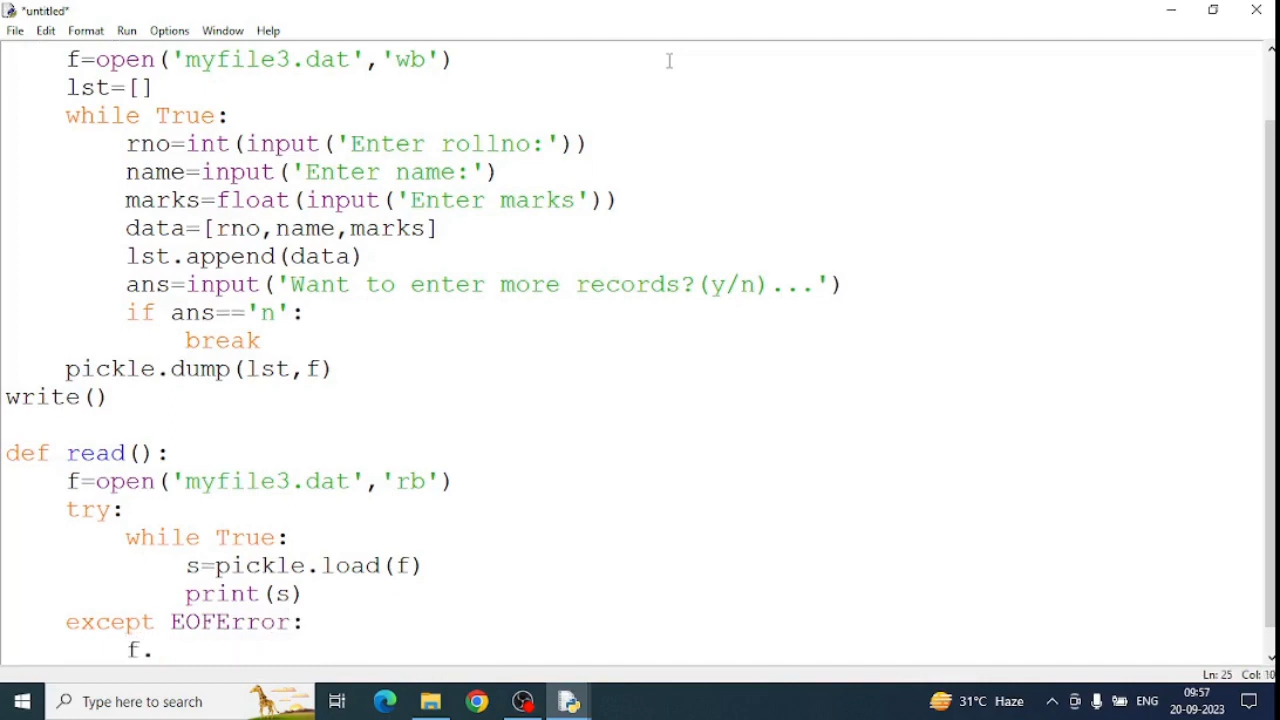 *untitled*
File Edit Format Run Options Window Help
    f=open('myfile3.dat','wb')
    lst=[]
    while True:
        rno=int(input('Enter rollno:'))
        name=input('Enter name:')
        marks=float(input('Enter marks'))
        data=[rno,name,marks]
        lst.append(data)
        ans=input('Want to enter more records?(y/n)...')
        if ans=='n':
            break
    pickle.dump(lst,f)
write()
def read():
    f=open('myfile3.dat','rb')
    try:
        while True:
            s=pickle.load(f)
            print(s)
    except EOFError:
        f.
Ln: 25 Col: 10
Type here to search 31°C Haze ENG 09:57
20-09-2023